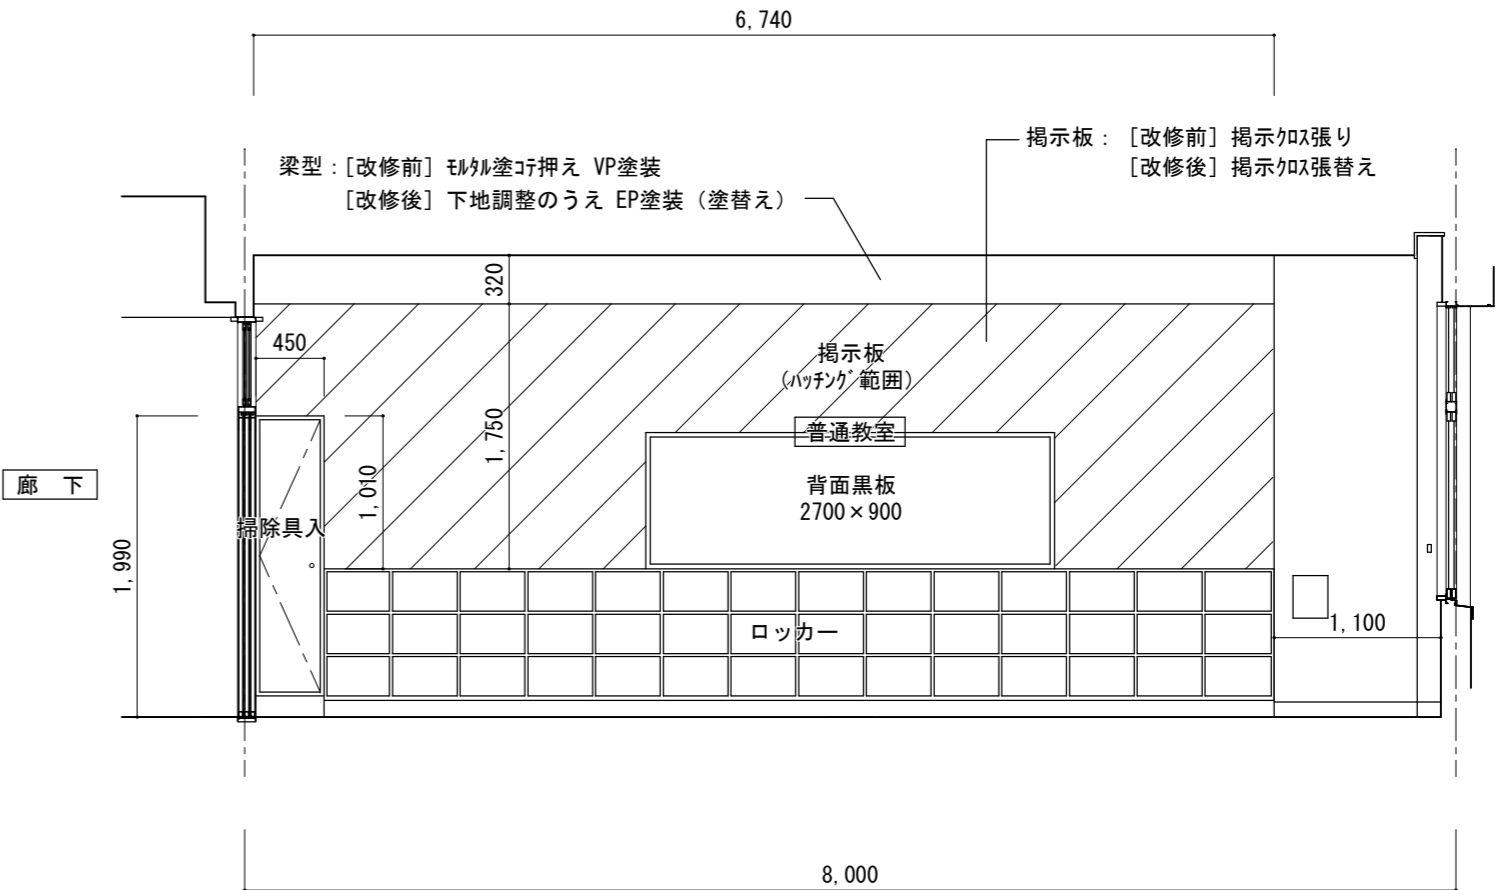 6,740
掲示板： [改修前] 掲示ｸﾛｽ張り
[改修後] 掲示ｸﾛｽ張替え
梁型：[改修前] ﾓﾙﾀﾙ塗ｺﾃ押え VP塗装
[改修後] 下地調整のうえ EP塗装（塗替え）
320
450
掲示板
(ﾊｯﾁﾝｸﾞ範囲)
1,750
普通教室
1,010
廊 下
背面黒板
2700×900
掃除具入
1,990
ロッカー
1,100
8,000